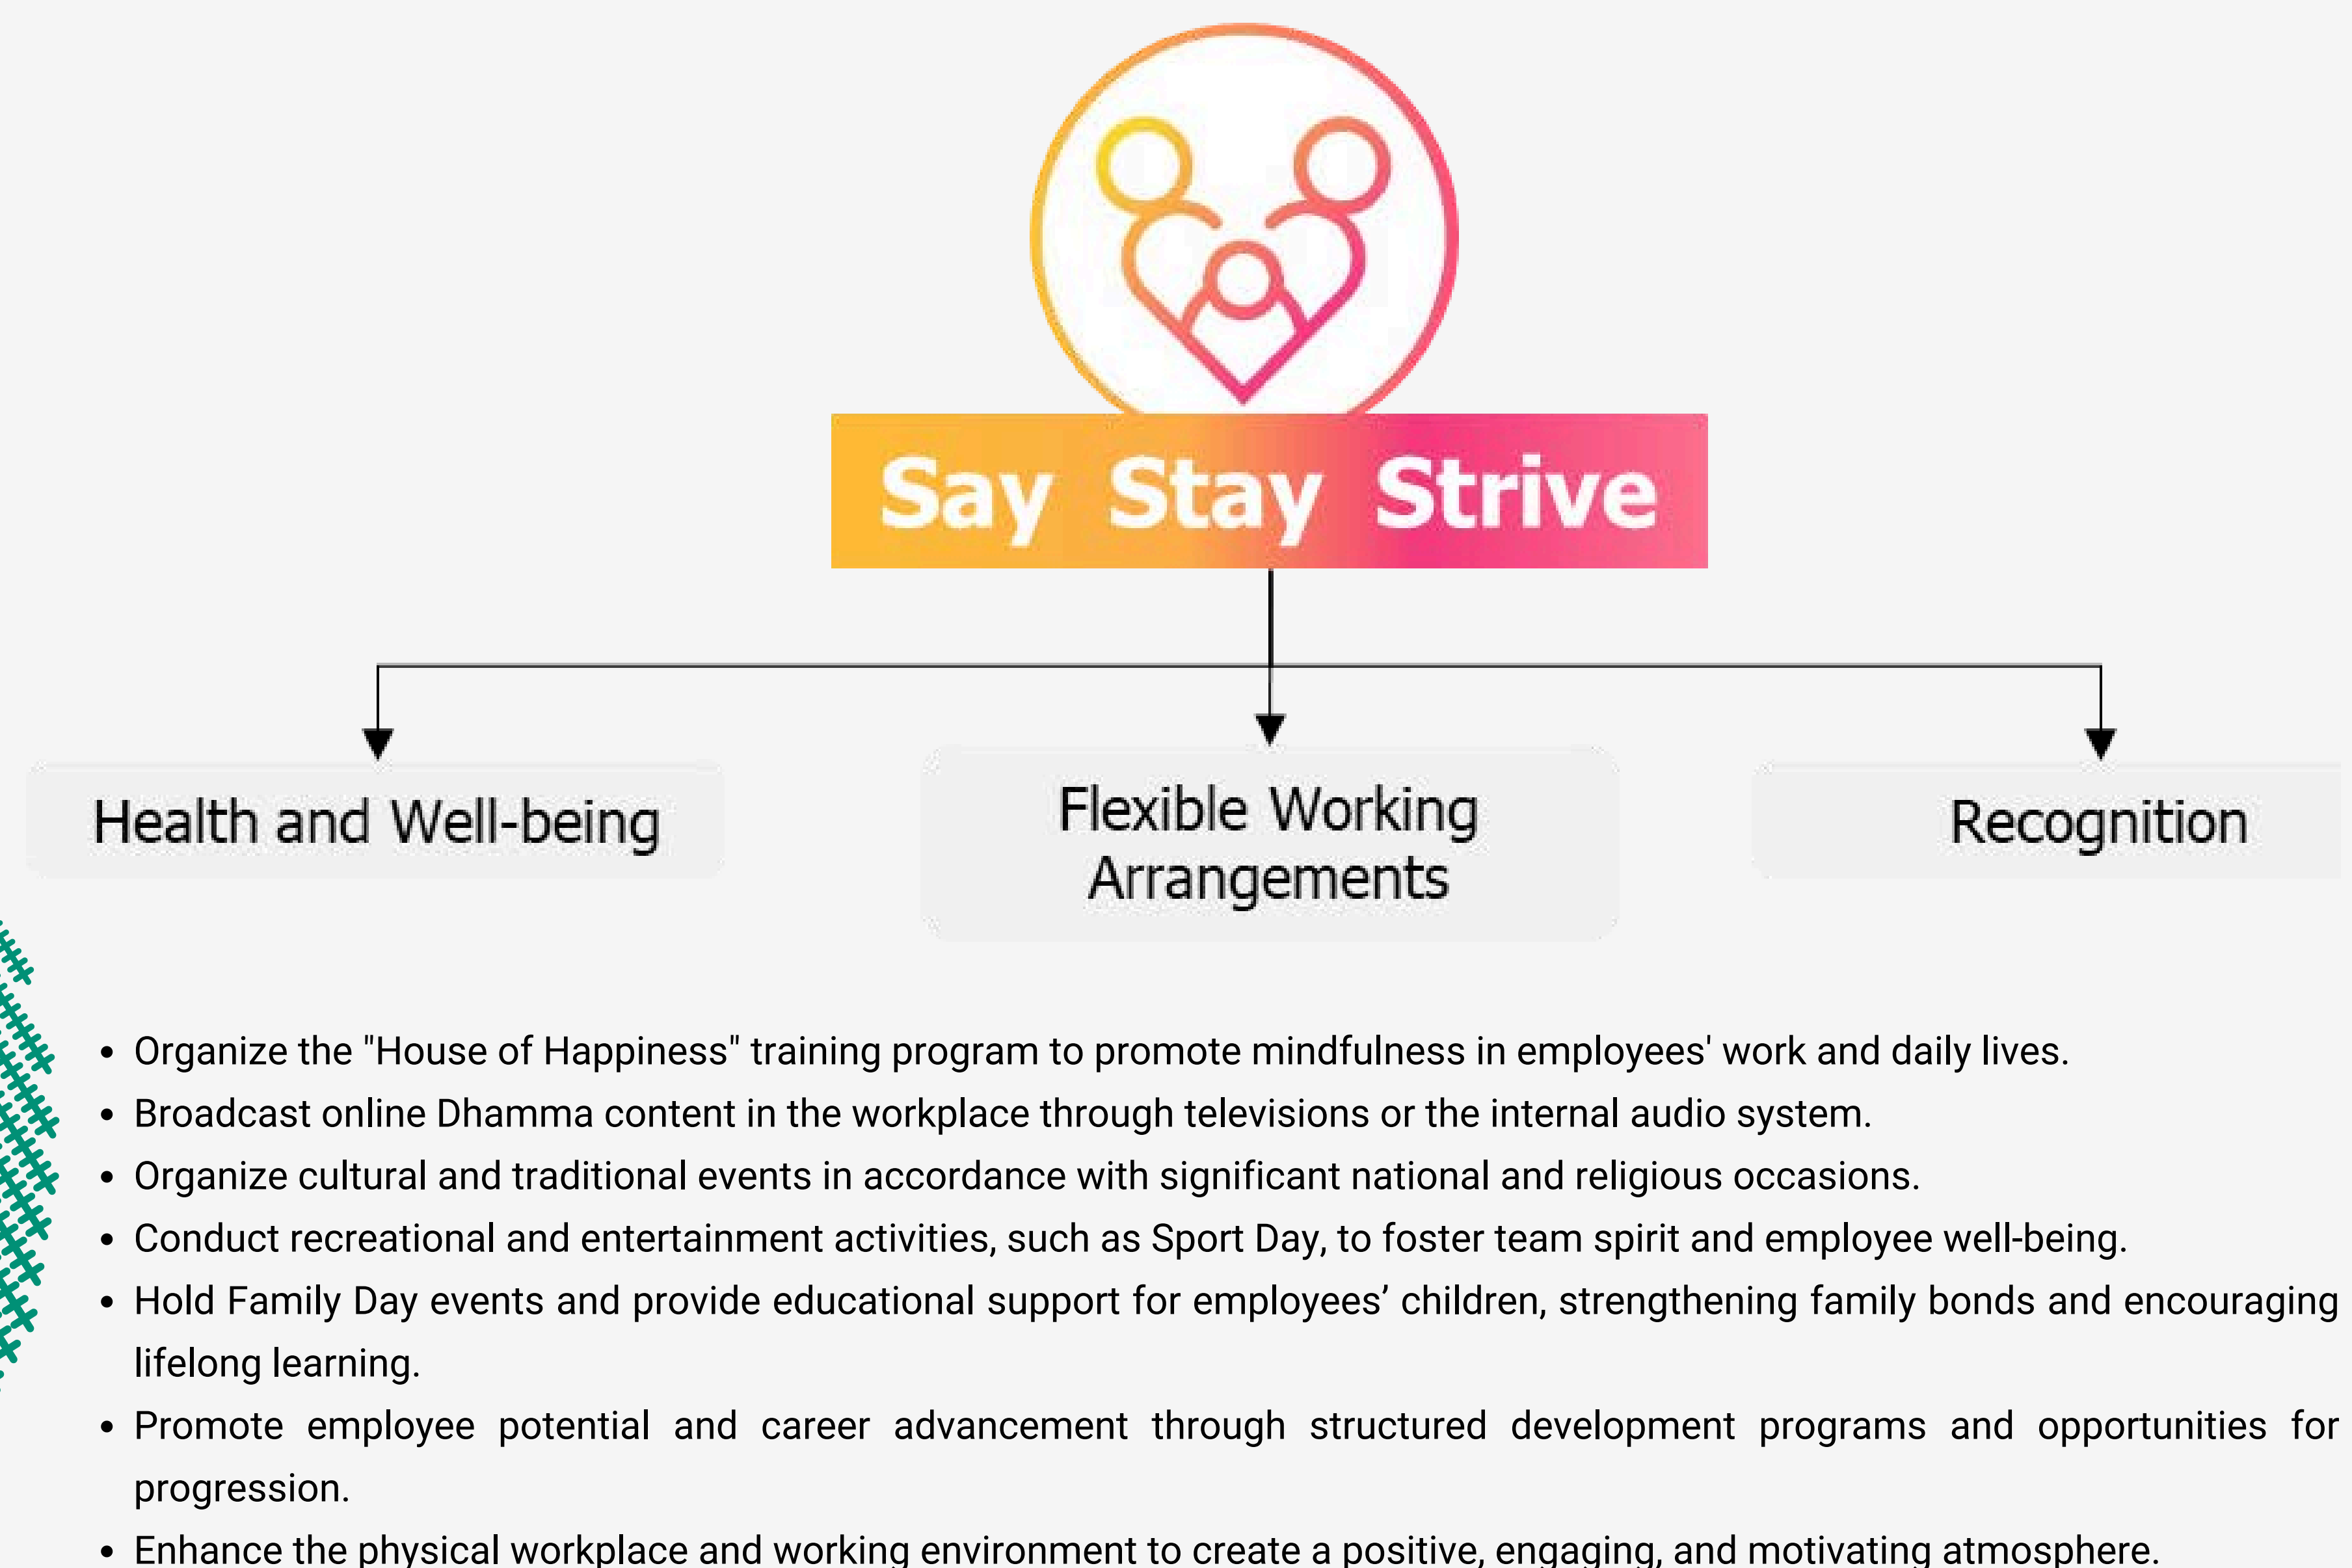 Say Stay Strive
Health and Well-being
Flexible Working
Arrangements
Recognition
• Organize the "House of Happiness" training program to promote mindfulness in employees' work and daily lives.
• Broadcast online Dhamma content in the workplace through televisions or the internal audio system.
• Organize cultural and traditional events in accordance with significant national and religious occasions.
• Conduct recreational and entertainment activities, such as Sport Day, to foster team spirit and employee well-being.
• Hold Family Day events and provide educational support for employees’ children, strengthening family bonds and encouraging
lifelong learning.
• Promote employee potential and career advancement through structured development programs and opportunities for
progression.
• Enhance the physical workplace and working environment to create a positive, engaging, and motivating atmosphere.